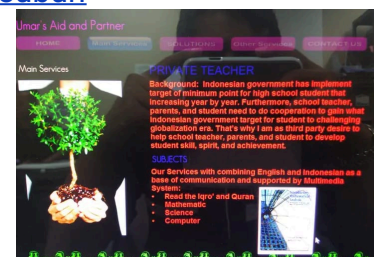 Umar's Aid and Partner
HOME
Main Services
SOLUTIONS
Other Services
CONTACT US
Main Services
PRIVATE TEACHER
Background: Indonesian government has implement
target of minimum point for high school student that
increasing year by year. Furthermore, school teacher,
parents, and student need to do cooperation to gain what
Indonesian government target for student to challenging
globalization era. That's why I am as third party desire to
help school teacher, parents, and student to develop
student skill, spirit, and achievement.
SUBJECTS
Our Services with combining English and Indonesian as a
base of communication and supported by Multimedia
System:
• Read the Iqro' and Quran
• Mathematic
• Science
• Computer